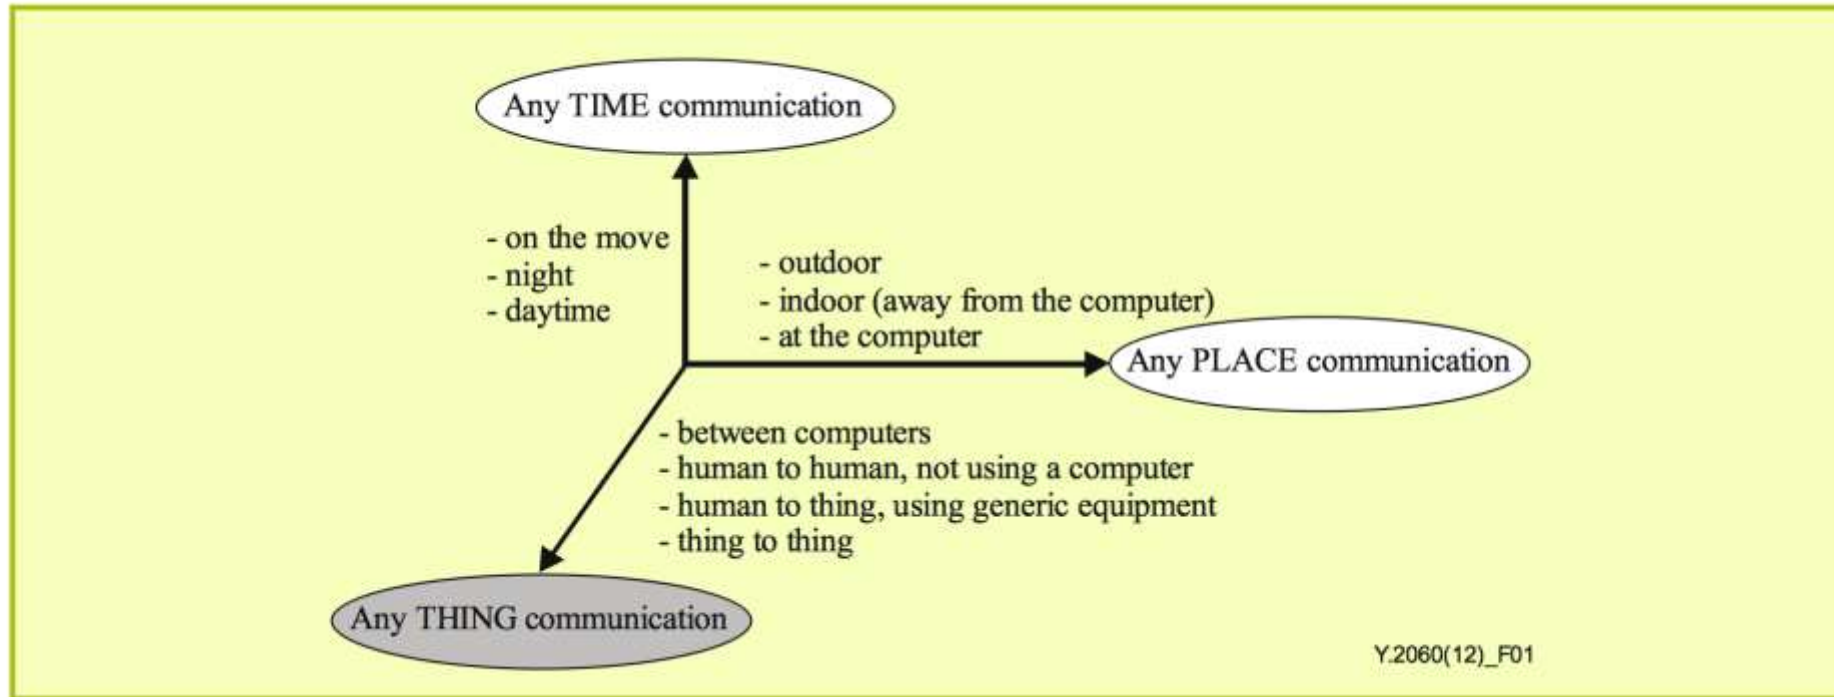 Any TIME communication
- on the move
- night
- daytime
- outdoor
- indoor (away from the computer)
- at the computer
Any PLACE communication
- between computers
- human to human, not using a computer
- human to thing, using generic equipment
- thing to thing
Any THING communication
Y.2060(12)_F01